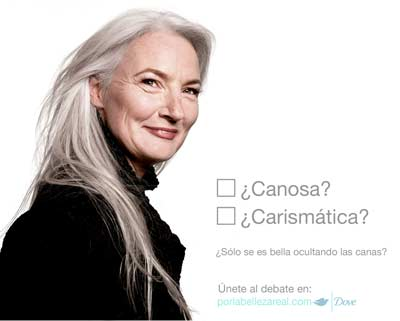 ¿Canosa?
¿Carismática?
¿Sólo se es bella ocultando las canas?
Únete al debate en:
porlabellezareal.com Dove